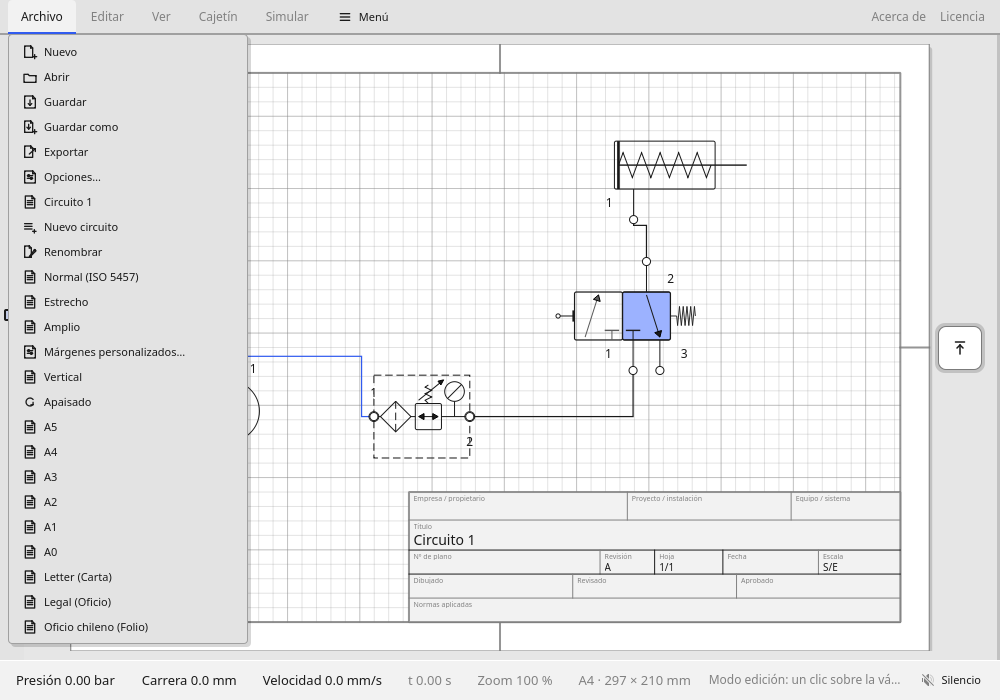 Archivo
Editar
Ver
Cajetín
Simular
Menú
Acerca de
Licencia
Nuevo
Abrir
Guardar
Guardar como
Exportar
Opciones...
Circuito 1
Nuevo circuito
Renombrar
Normal (ISO 5457)
Estrecho
Amplio
Márgenes personalizados...
Vertical
Apaisado
A5
A4
A3
A2
A1
A0
Letter (Carta)
Legal (Oficio)
Oficio chileno (Folio)
1
2
1
3
1
1
2
Empresa / propietario
Proyecto / instalación
Equipo / sistema
Título
Circuito 1
Nº de plano
Revisión
A
Hoja
1/1
Fecha
Escala
S/E
Dibujado
Revisado
Aprobado
Normas aplicadas
Presión 0.00 bar
Carrera 0.0 mm
Velocidad 0.0 mm/s
t 0.00 s
Zoom 100 %
A4 · 297 × 210 mm
Modo edición: un clic sobre la vá...
Silencio